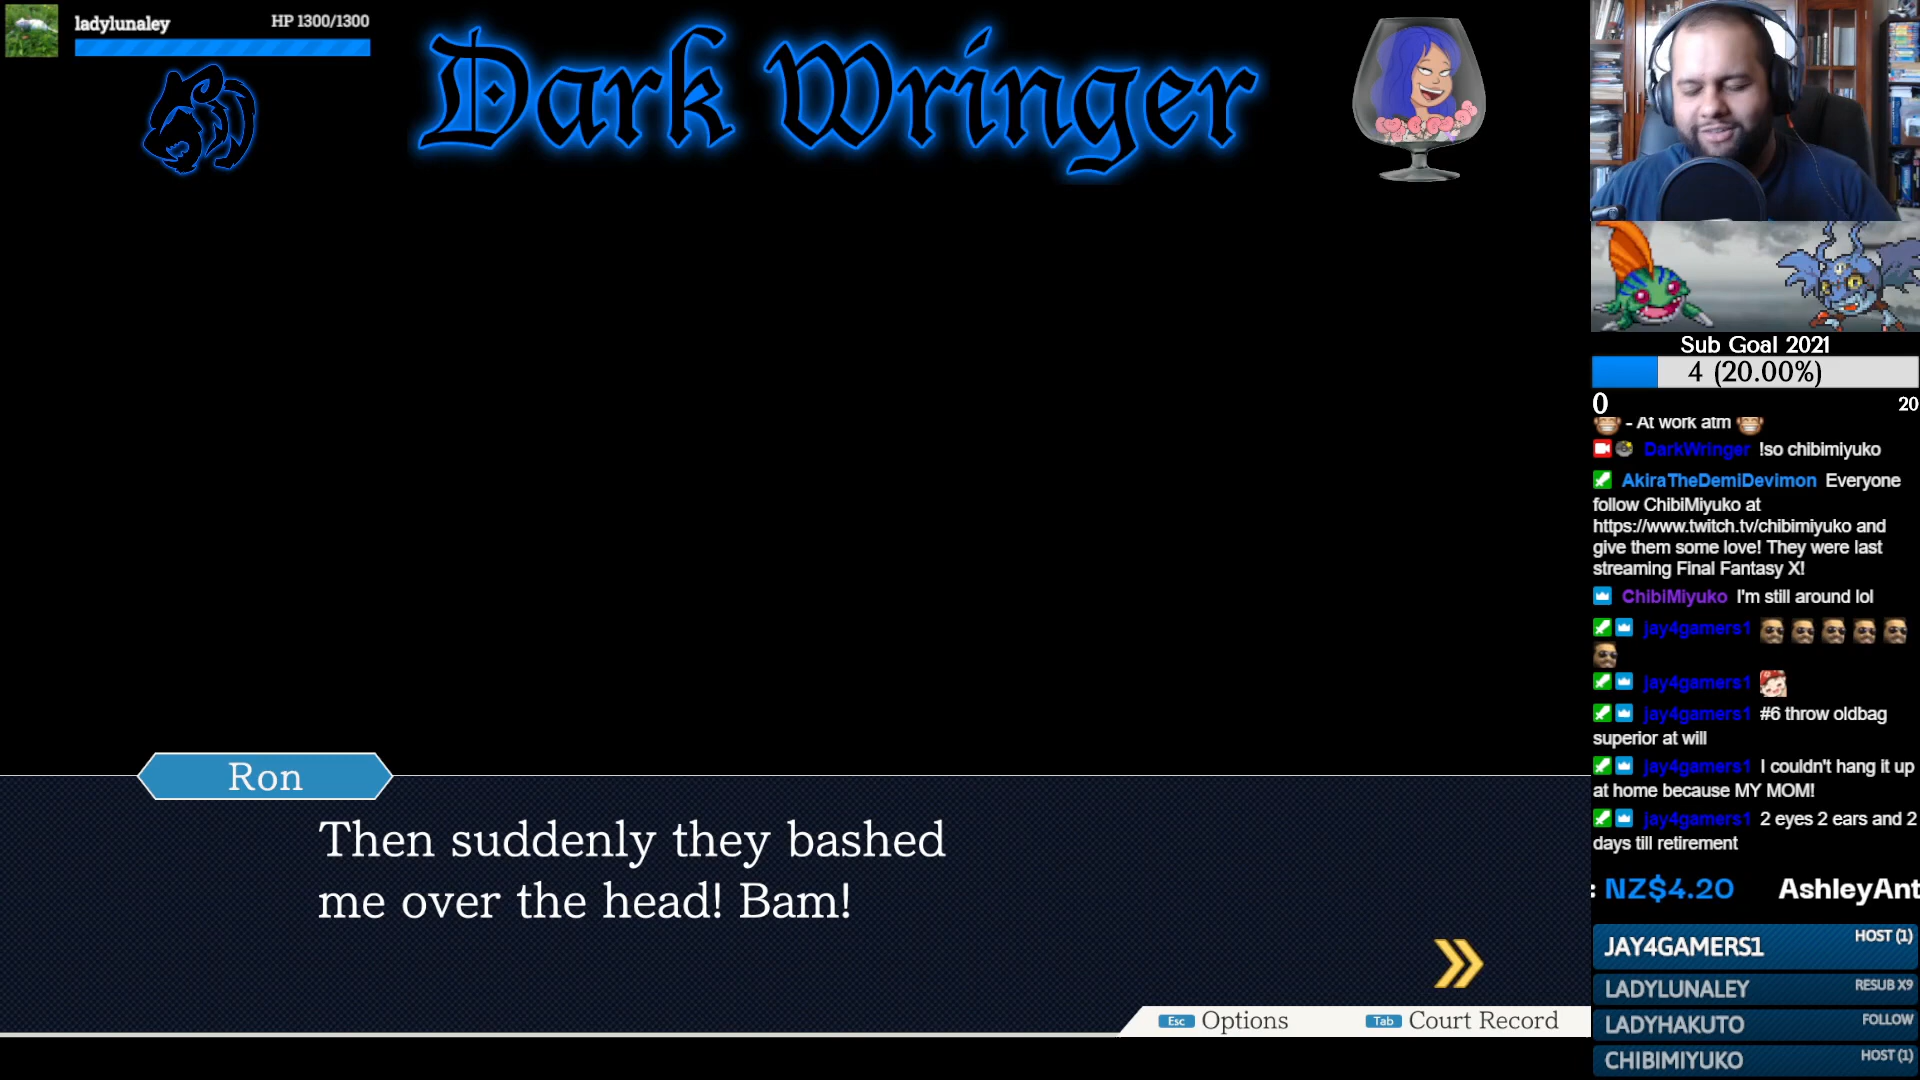 ladylunaley
HP 1300/1300
Dark Wringer
Sub Goal 2021
4 (20.00%)
0
20
- At work atm
DarkWringer !so chibimiyuko
AkiraTheDemiDevimon Everyone
follow ChibiMiyuko at
https://www.twitch.tv/chibimiyuko and
give them some love! They were last
streaming Final Fantasy X!
ChibiMiyuko I'm still around lol
jay4gamers1
jay4gamers1
jay4gamers1 #6 throw oldbag
superior at will
jay4gamers1 I couldn't hang it up
at home because MY MOM!
jay4gamers1 2 eyes 2 ears and 2
days till retirement
: NZ$4.20 AshleyAnt
JAY4GAMERS1 HOST (1)
LADYLUNALEY RESUB X9
LADYHAKUTO FOLLOW
CHIBIMIYUKO HOST (1)
Ron
Then suddenly they bashed
me over the head! Bam!
Esc Options
Tab Court Record